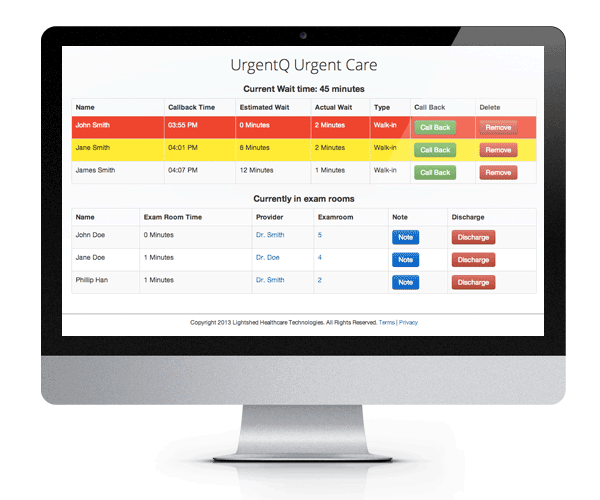 UrgentQ Urgent Care
Current Wait time: 45 minutes
Name Callback Time Estimated Wait Actual Wait Type Call Back Delete
John Smith 03:55 PM 0 Minutes 2 Minutes Walk-in Call Back Remove
Jane Smith 04:01 PM 6 Minutes 2 Minutes Walk-in Call Back Remove
James Smith 04:07 PM 12 Minutes 1 Minutes Walk-in Call Back Remove
Currently in exam rooms
Name Exam Room Time Provider Examroom Note Discharge
John Doe 0 Minutes Dr. Smith 5 Note Discharge
Jane Doe 1 Minutes Dr. Doe 4 Note Discharge
Phillip Han 1 Minutes Dr. Smith 2 Note Discharge
Copyright 2013 Lightshed Healthcare Technologies. All Rights Reserved. Terms | Privacy